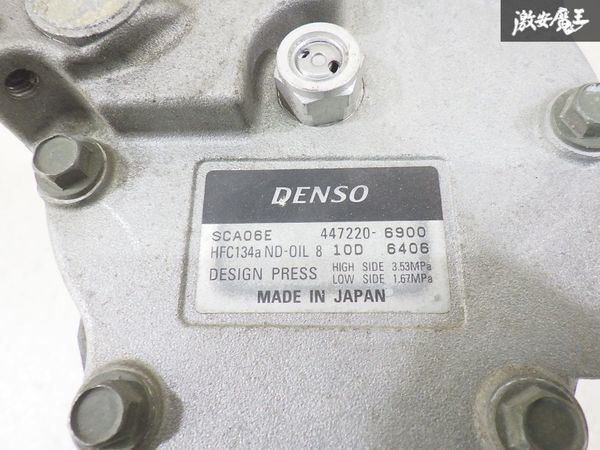 激安魔王
DENSO
SCA06E 447220-6900
HFC134a ND-OIL 8 10D 6406
DESIGN PRESS HIGH SIDE 3.53MPa
LOW SIDE 1.67MPa
MADE IN JAPAN